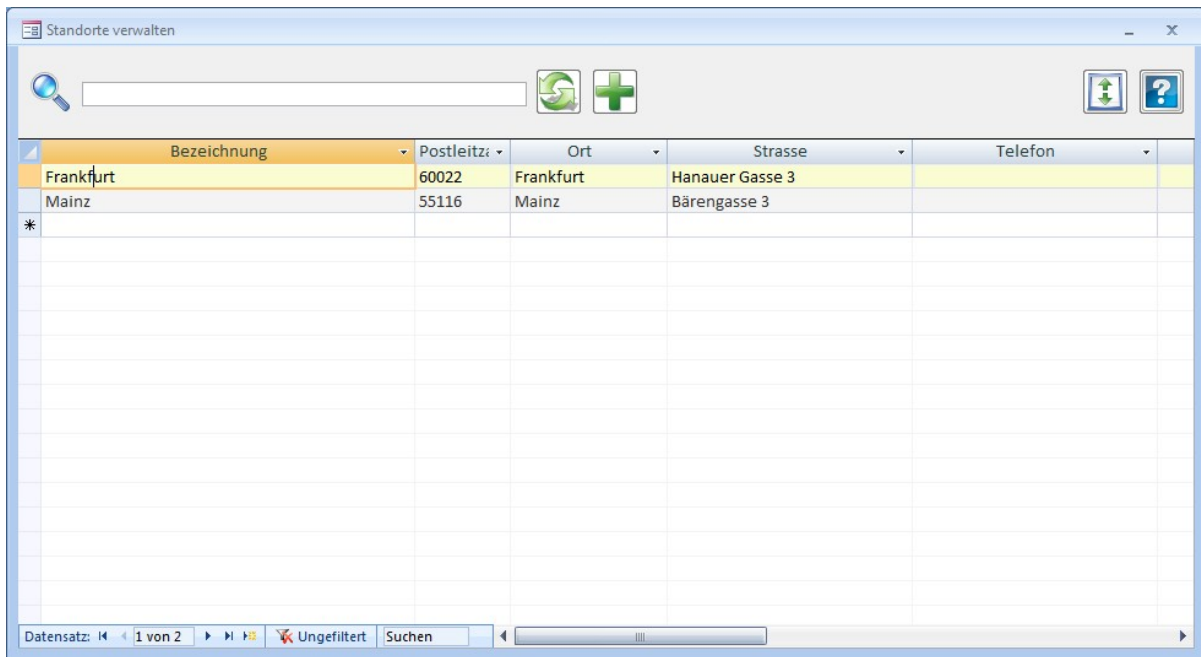 Standorte verwalten
Bezeichnung Postleitza Ort Strasse Telefon
Frankfurt 60022 Frankfurt Hanauer Gasse 3
Mainz 55116 Mainz Bärengasse 3
Datensatz: 1 von 2 Ungefiltert Suchen